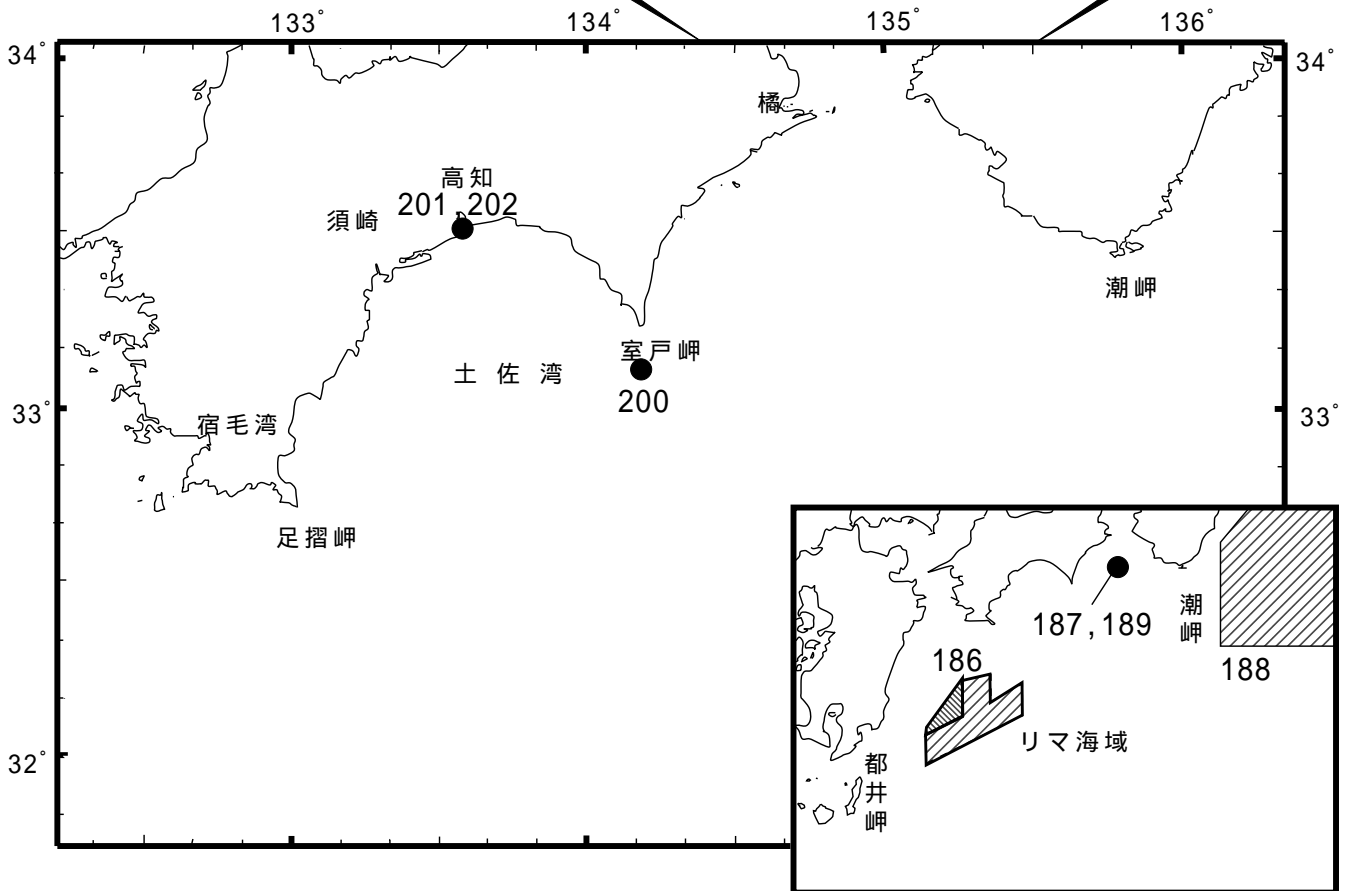 133° 134° 135° 136°
34° 34°
橘
高知
201,202
須崎
潮岬
室戸岬
土佐湾
200
33° 33°
宿毛湾
足摺岬
187,189
潮岬
186
188
リマ海域
32°
都井岬